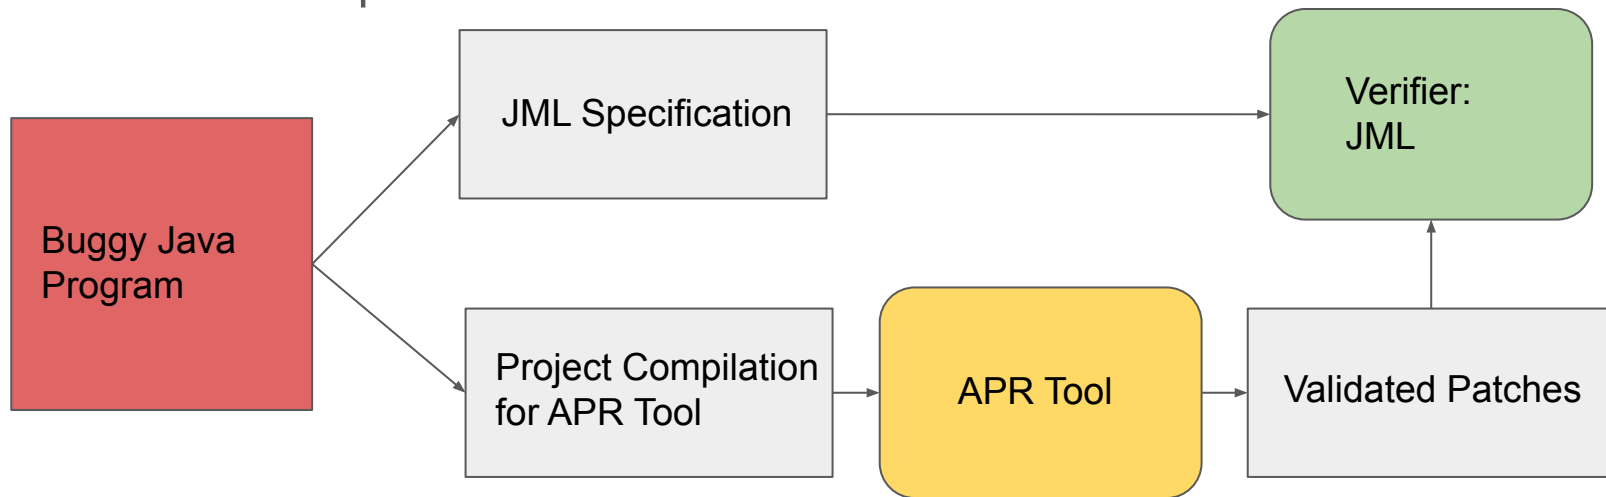 JML Specification
Verifier:
JML
Buggy Java
Program
Project Compilation
for APR Tool
APR Tool
Validated Patches